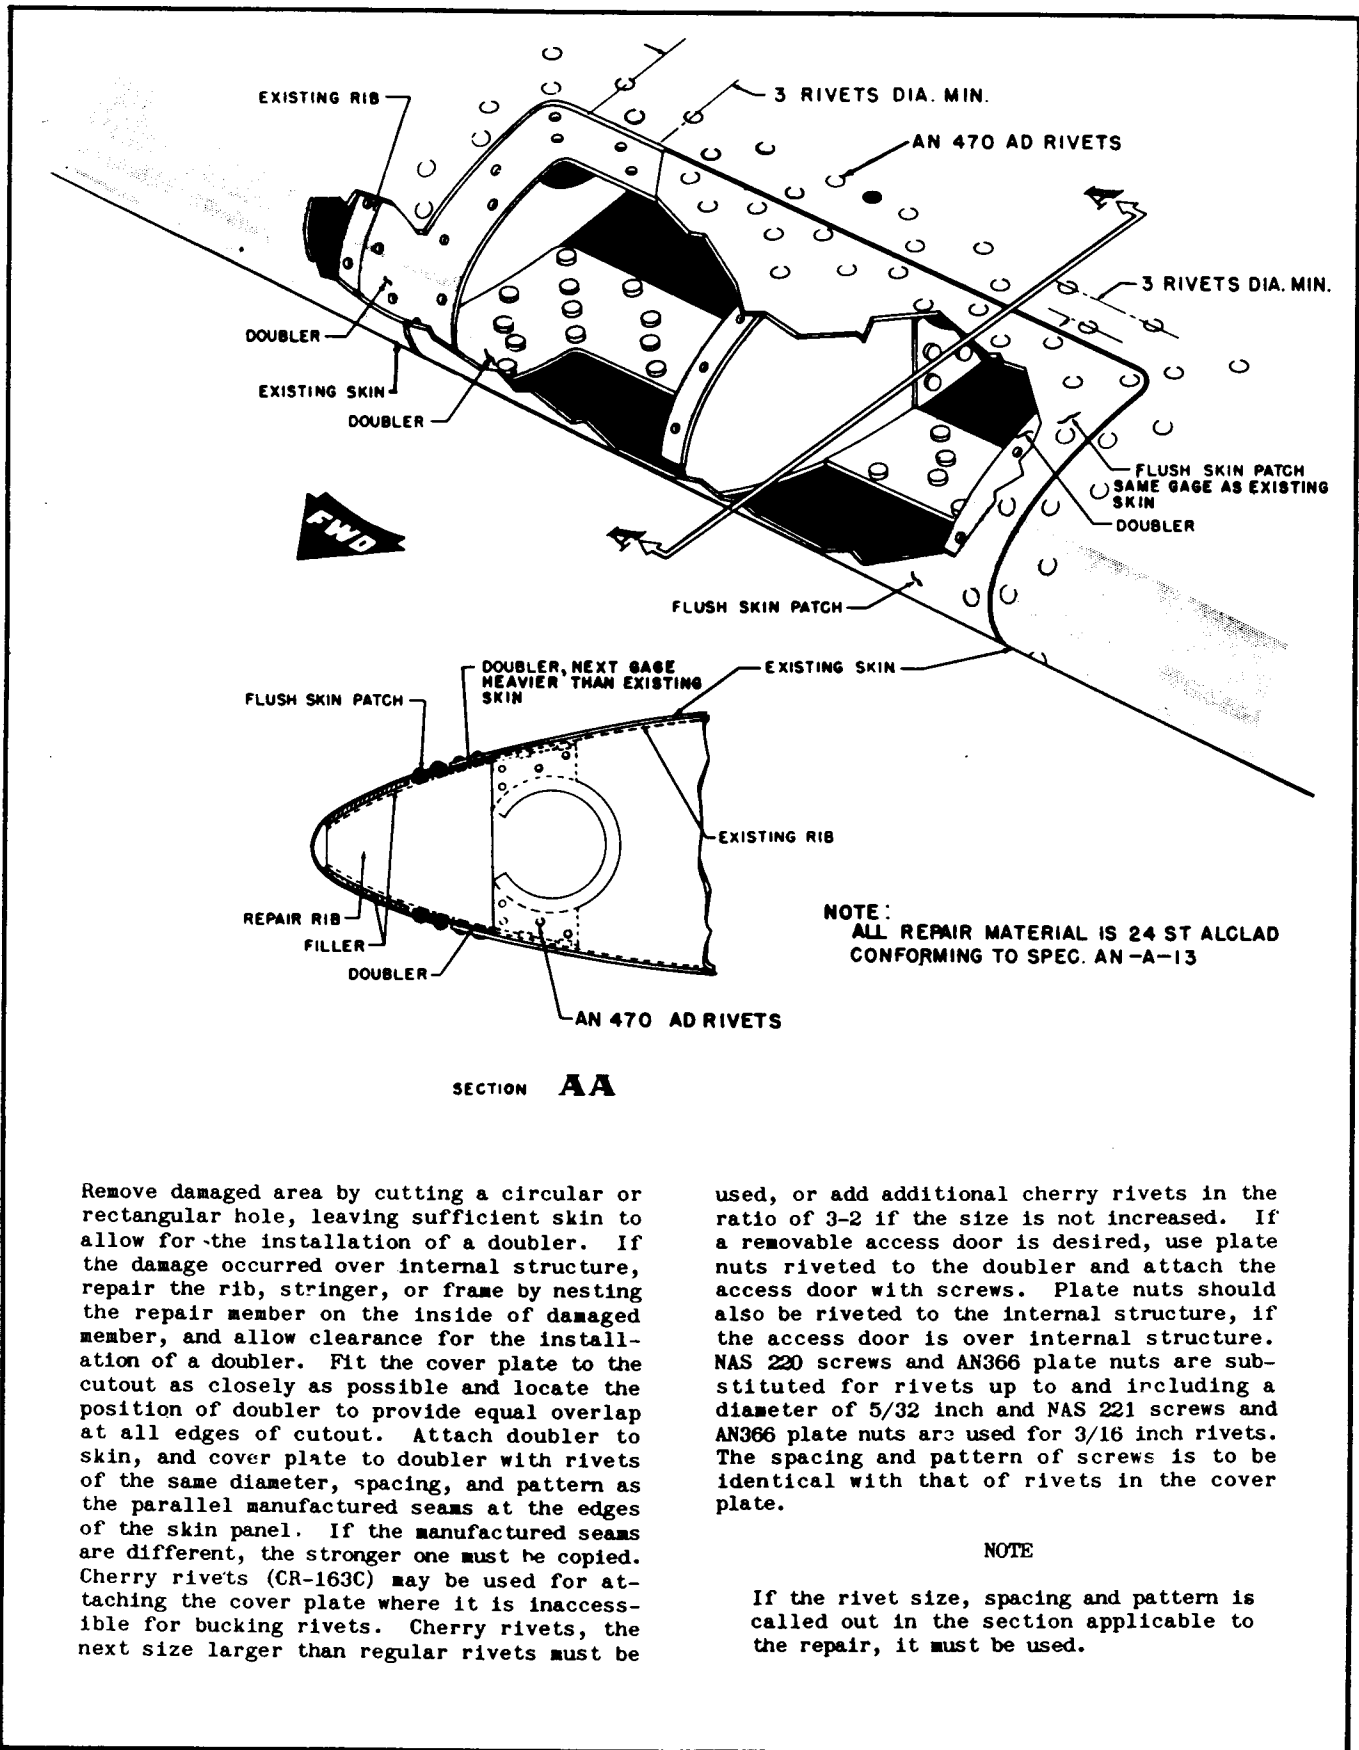 EXISTING RIB
3 RIVETS DIA. MIN.
AN 470 AD RIVETS
A
3 RIVETS DIA. MIN.
DOUBLER
EXISTING SKIN
DOUBLER
FLUSH SKIN PATCH
SAME GAGE AS EXISTING
SKIN
DOUBLER
FWD
A
FLUSH SKIN PATCH
EXISTING SKIN
DOUBLER, NEXT GAGE
HEAVIER THAN EXISTING
SKIN
FLUSH SKIN PATCH
EXISTING RIB
REPAIR RIB
FILLER
DOUBLER
AN 470 AD RIVETS
NOTE:
ALL REPAIR MATERIAL IS 24 ST ALCLAD
CONFORMING TO SPEC. AN-A-13
SECTION AA
Remove damaged area by cutting a circular or
rectangular hole, leaving sufficient skin to
allow for the installation of a doubler. If
the damage occurred over internal structure,
repair the rib, stringer, or frame by nesting
the repair member on the inside of damaged
member, and allow clearance for the install-
ation of a doubler. Fit the cover plate to the
cutout as closely as possible and locate the
position of doubler to provide equal overlap
at all edges of cutout. Attach doubler to
skin, and cover plate to doubler with rivets
of the same diameter, spacing, and pattern as
the parallel manufactured seams at the edges
of the skin panel. If the manufactured seams
are different, the stronger one must be copied.
Cherry rivets (CR-163C) may be used for at-
taching the cover plate where it is inaccess-
ible for bucking rivets. Cherry rivets, the
next size larger than regular rivets must be
used, or add additional cherry rivets in the
ratio of 3-2 if the size is not increased. If
a removable access door is desired, use plate
nuts riveted to the doubler and attach the
access door with screws. Plate nuts should
also be riveted to the internal structure, if
the access door is over internal structure.
NAS 220 screws and AN366 plate nuts are sub-
stituted for rivets up to and including a
diameter of 5/32 inch and NAS 221 screws and
AN366 plate nuts are used for 3/16 inch rivets.
The spacing and pattern of screws is to be
identical with that of rivets in the cover
plate.
NOTE
If the rivet size, spacing and pattern is
called out in the section applicable to
the repair, it must be used.